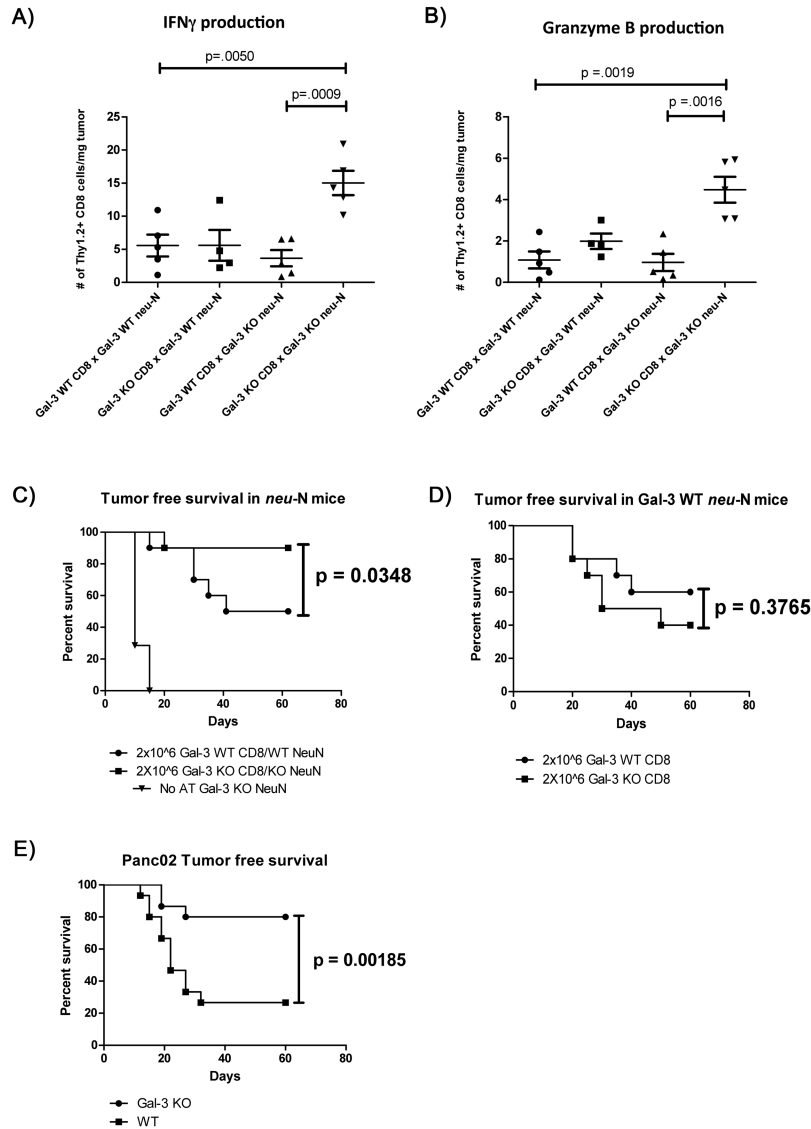 A)
IFNγ production
p=.0050
p=.0009
# of Thy1.2+ CD8 cells/mg tumor
25
20
15
10
5
0
Gal-3 WT CD8 x Gal-3 WT neu-N
Gal-3 KO CD8 x Gal-3 WT neu-N
Gal-3 WT CD8 x Gal-3 KO neu-N
Gal-3 KO CD8 x Gal-3 KO neu-N
B)
Granzyme B production
p =.0019
p =.0016
# of Thy1.2+ CD8 cells/mg tumor
8
6
4
2
0
Gal-3 WT CD8 x Gal-3 WT neu-N
Gal-3 KO CD8 x Gal-3 WT neu-N
Gal-3 WT CD8 x Gal-3 KO neu-N
Gal-3 KO CD8 x Gal-3 KO neu-N
C)
Tumor free survival in neu-N mice
Percent survival
100
80
60
40
20
0
0 20 40 60 80
Days
p = 0.0348
2x10^6 Gal-3 WT CD8/WT NeuN
2X10^6 Gal-3 KO CD8/KO NeuN
No AT Gal-3 KO NeuN
D)
Tumor free survival in Gal-3 WT neu-N mice
Percent survival
100
80
60
40
20
0
0 20 40 60 80
Days
p = 0.3765
2x10^6 Gal-3 WT CD8
2X10^6 Gal-3 KO CD8
E)
Panc02 Tumor free survival
Percent survival
100
80
60
40
20
0
0 20 40 60 80
Days
p = 0.00185
Gal-3 KO
WT